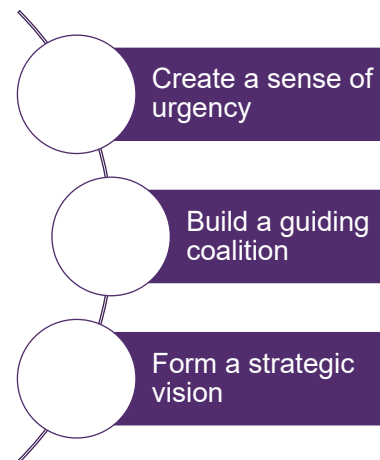 Create a sense of
urgency
Build a guiding
coalition
Form a strategic
vision